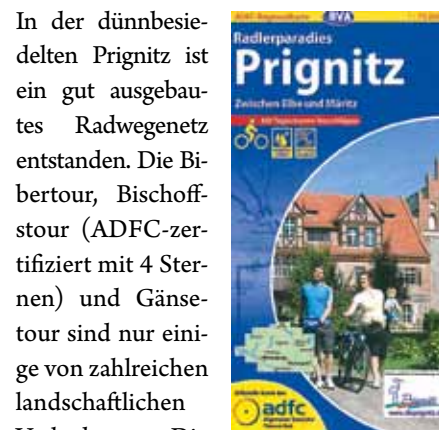 In der dünnbesie-
delten Prignitz ist
ein gut ausgebau-
tes Radwegenetz
entstanden. Die Bi-
bertour, Bischoff-
stour (ADFC-zer-
tifiziert mit 4 Ster-
nen) und Gänse-
tour sind nur eini-
ge von zahlreichen
landschaftlichen
BVA
Radlerparadies
Prignitz
Zwischen Elbe und Müritz
adfc